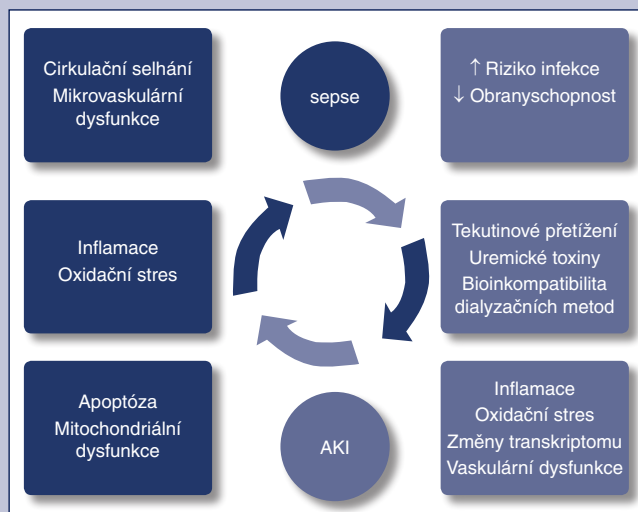 Cirkulační selhání
Mikrovaskulární
dysfunkce
sepse
↑ Riziko infekce
↓ Obranyschopnost
Inflamace
Oxidační stres
Tekutinové přetížení
Uremické toxiny
Bioinkompatibilita
dialyzačních metod
Apoptóza
Mitochondriální
dysfunkce
AKI
Inflamace
Oxidační stres
Změny transkriptomu
Vaskulární dysfunkce